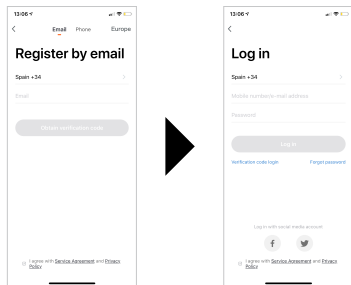 13:06
Email Phone Europe
Register by email
Spain +34
Email
Obtain verification code
I agree with Service Agreement and Privacy
Policy
13:06
Log in
Spain +34
Mobile number/e-mail address
Password
Log in
Verification code login Forgot password
Log in with social media account
I agree with Service Agreement and Privacy
Policy